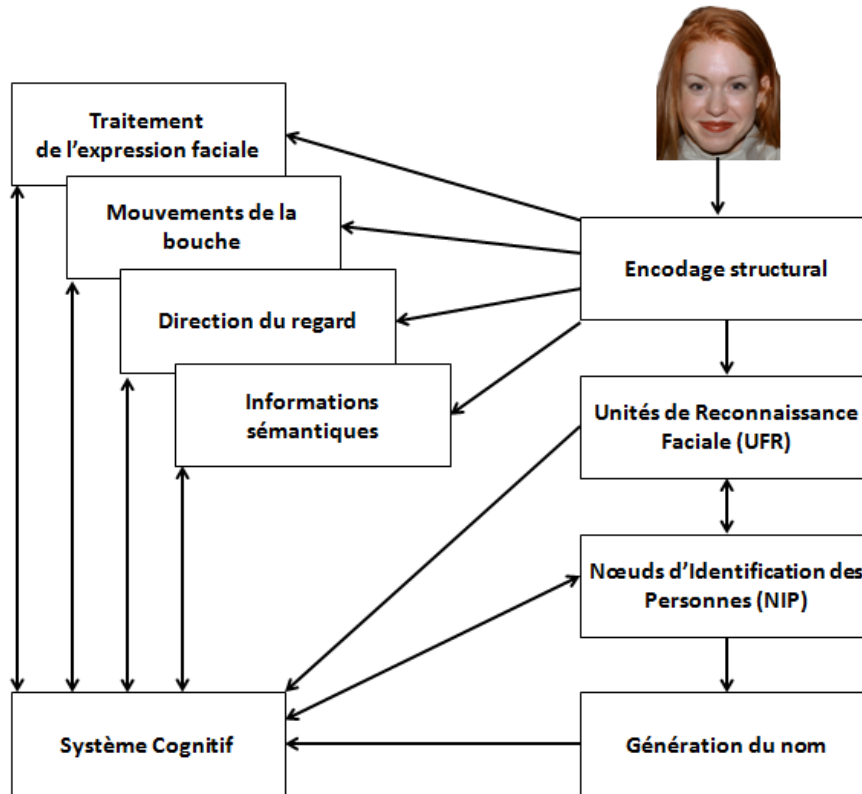 Traitement
de l'expression faciale
Mouvements de la
bouche
Direction du regard
Informations
sémantiques
Encodage structural
Unités de Reconnaissance
Faciale (UFR)
Nœuds d'Identification des
Personnes (NIP)
Système Cognitif
Génération du nom